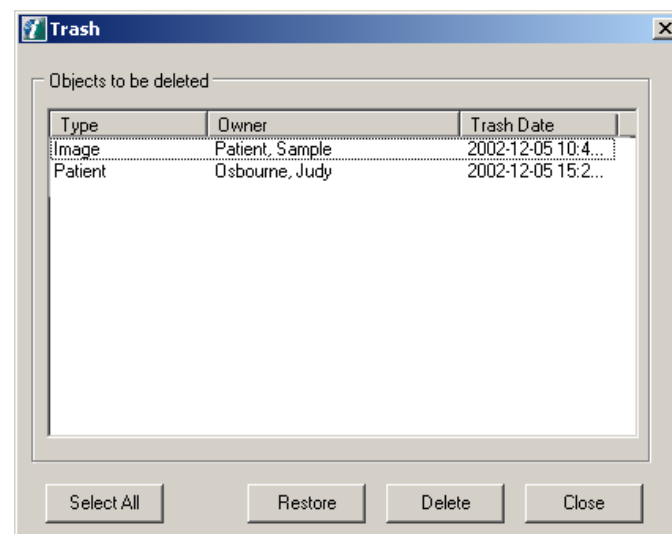 Trash
Objects to be deleted
Type Owner Trash Date
Image Patient, Sample 2002-12-05 10:4...
Patient Osbourne, Judy 2002-12-05 15:2...
Select All Restore Delete Close